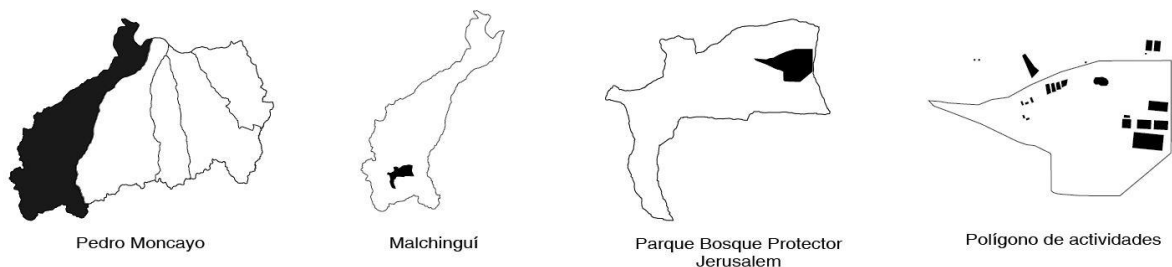 Pedro Moncayo
Malchinguí
Parque Bosque Protector
Jerusalem
Polígono de actividades